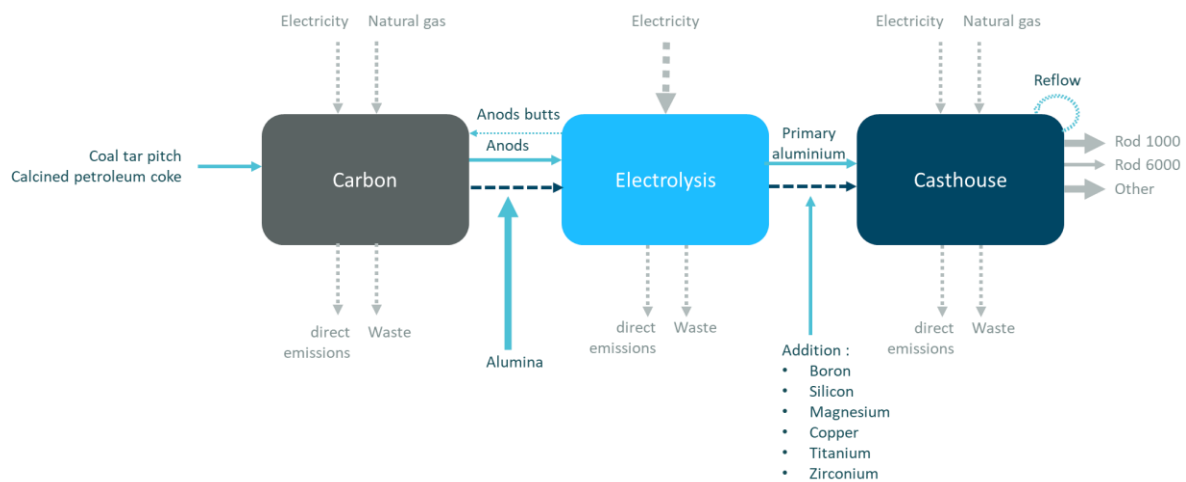 Electricity
Natural gas
Electricity
Electricity
Natural gas
Reflow
Anods butts
Anods
Primary
aluminium
Rod 1000
Rod 6000
Other
Coal tar pitch
Calcined petroleum coke
Carbon
Electrolysis
Casthouse
direct
emissions
Waste
Alumina
direct
emissions
Waste
direct
emissions
Waste
Addition :
• Boron
• Silicon
• Magnesium
• Copper
• Titanium
• Zirconium